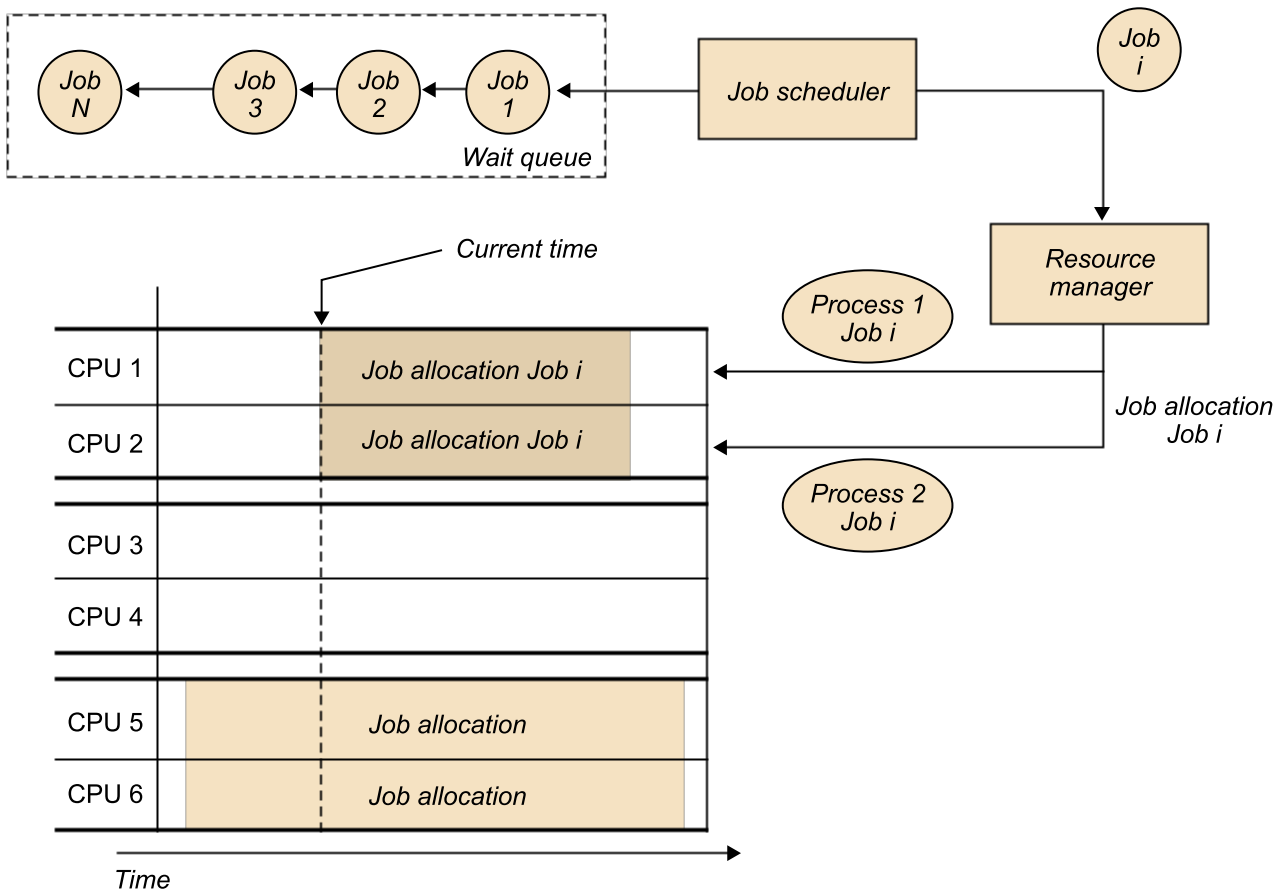 Job
N
Job
3
Job
2
Job
1
Wait queue
Job scheduler
Job
i
Resource
manager
Current time
Process 1
Job i
CPU 1
Job allocation Job i
Job allocation
Job i
CPU 2
Job allocation Job i
Process 2
Job i
CPU 3
CPU 4
CPU 5
Job allocation
CPU 6
Job allocation
Time